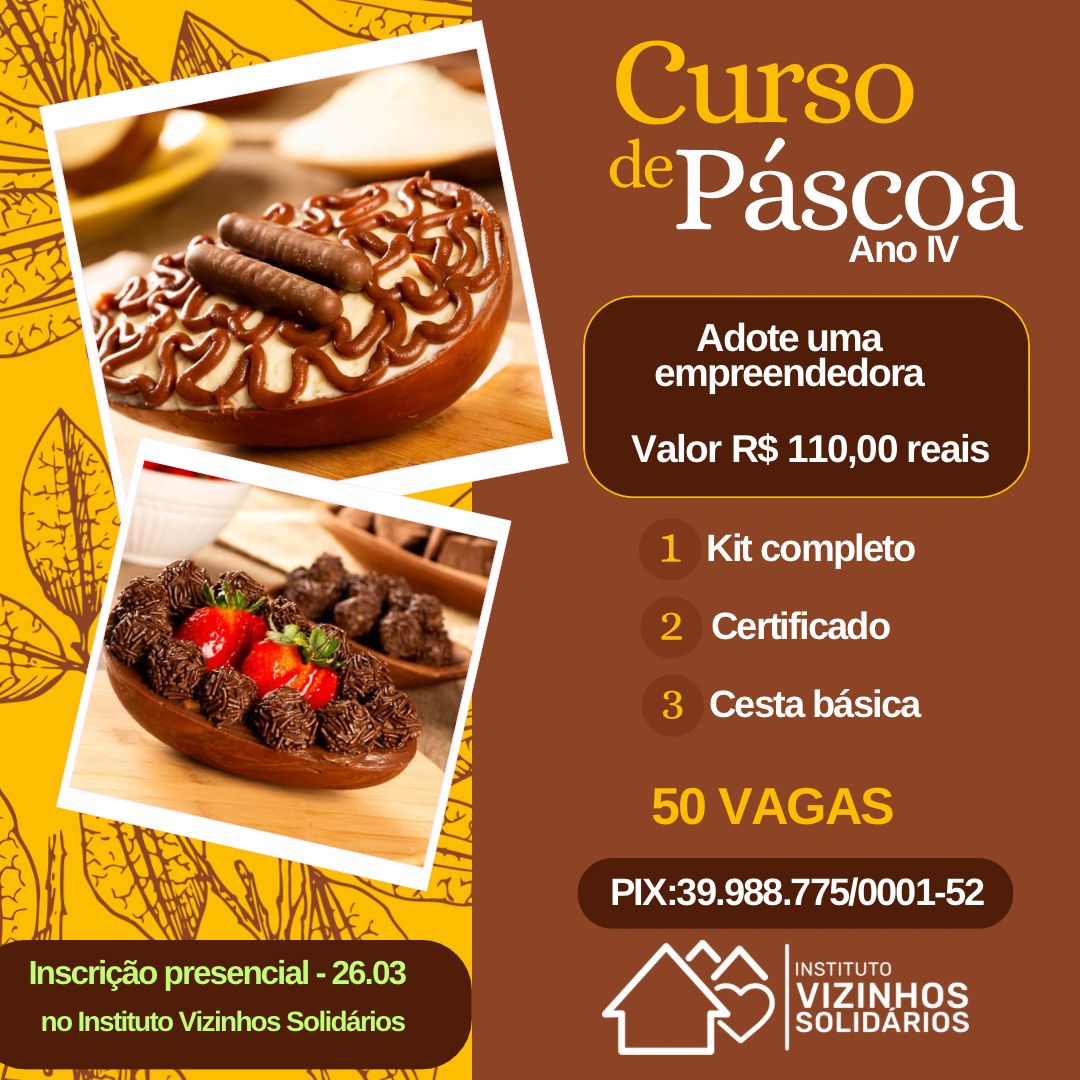 Curso
de Páscoa
Ano IV
Adote uma
empreendedora
Valor R$ 110,00 reais
1 Kit completo
2 Certificado
3 Cesta básica
50 VAGAS
PIX:39.988.775/0001-52
Inscrição presencial - 26.03
no Instituto Vizinhos Solidários
INSTITUTO
VIZINHOS
SOLIDÁRIOS